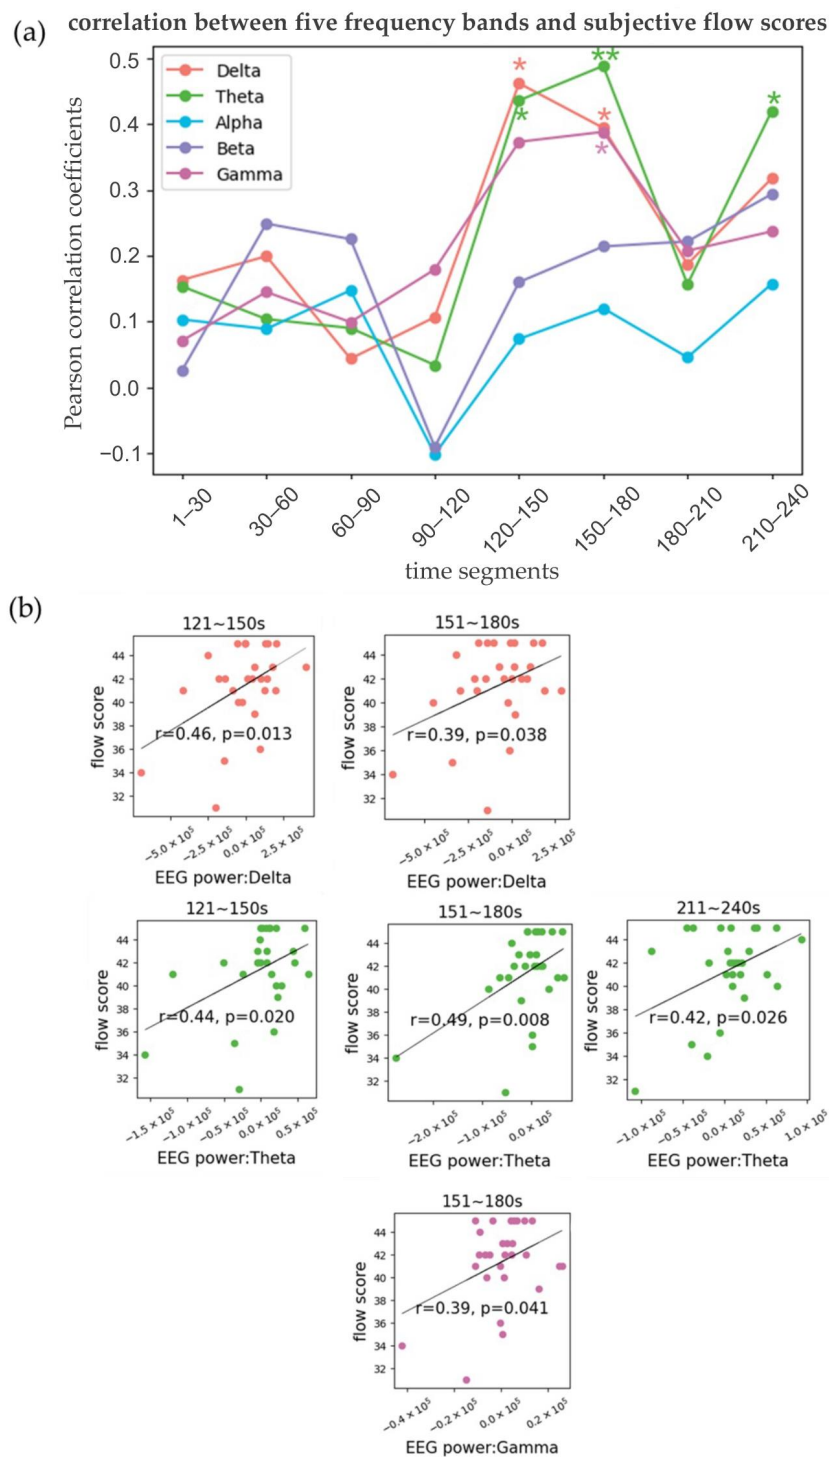 (a)
correlation between five frequency bands and subjective flow scores
Pearson correlation coefficients
0.5
0.4
0.3
0.2
0.1
0.0
−0.1
Delta
Theta
Alpha
Beta
Gamma
*
*
**
*
*
*
1–30
30–60
60–90
90–120
120–150
150–180
180–210
210–240
time segments
(b)
121~150s
flow score
44
42
40
38
36
34
32
r=0.46, p=0.013
−5.0 × 10⁵
−2.5 × 10⁵
0.0 × 10⁵
2.5 × 10⁵
EEG power:Delta
151~180s
flow score
44
42
40
38
36
34
32
r=0.39, p=0.038
−5.0 × 10⁵
−2.5 × 10⁵
0.0 × 10⁵
2.5 × 10⁵
EEG power:Delta
121~150s
flow score
44
42
40
38
36
34
32
r=0.44, p=0.020
−1.5 × 10⁵
−1.0 × 10⁵
−0.5 × 10⁵
0.0 × 10⁵
0.5 × 10⁵
EEG power:Theta
151~180s
flow score
44
42
40
38
36
34
32
r=0.49, p=0.008
−2.0 × 10⁵
−1.0 × 10⁵
0.0 × 10⁵
EEG power:Theta
211~240s
flow score
44
42
40
38
36
34
32
r=0.42, p=0.026
−1.0 × 10⁵
−0.5 × 10⁵
0.0 × 10⁵
0.5 × 10⁵
1.0 × 10⁵
EEG power:Theta
151~180s
flow score
44
42
40
38
36
34
32
r=0.39, p=0.041
−0.4 × 10⁵
−0.2 × 10⁵
0.0 × 10⁵
0.2 × 10⁵
EEG power:Gamma